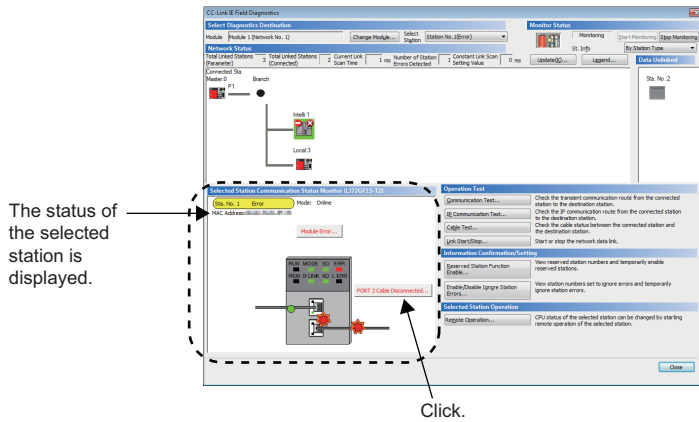 CC-Link IE Field Diagnostics
Select Diagnostics Destination
Monitor Status
Module Module 1 (Network No. 1) Change Module... Select Station Station No.1(Error)
Monitoring Start Monitoring Stop Monitoring
Network Status
St. Info By Station Type
Total Linked Stations (Parameter) 3 Total Linked Stations (Connected) 2 Current Link Scan Time 1 ms Number of Station Errors Detected 1 Constant Link Scan Setting Value 0 ms
Update(K)... Legend... Data Unlinked
Connected Sta.
Master:0 Branch
P1
Sta. No.:2
Intelli:1
Local:3
Selected Station Communication Status Monitor (LJ72GF15-T2)
Sta. No. 1 Error Mode: Online
MAC Address:
Module Error...
RUN MODE SD ERR.
REM D LINK RD L ERR
PORT 2 Cable Disconnected...
Operation Test
Communication Test... Check the transient communication route from the connected
station to the destination station.
IP Communication Test... Check the IP communication route from the connected station
to the destination station.
Cable Test... Check the cable status between the connected station and
the destination station.
Link Start/Stop... Start or stop the network data link.
Information Confirmation/Setting
Reserved Station Function Enable... View reserved station numbers and temporarily enable
reserved stations.
Enable/Disable Ignore Station Errors... View station numbers set to ignore errors and temporarily
ignore station errors.
Selected Station Operation
Remote Operation... CPU status of the selected station can be changed by starting
remote operation of the selected station.
Close
The status of
the selected
station is
displayed.
Click.